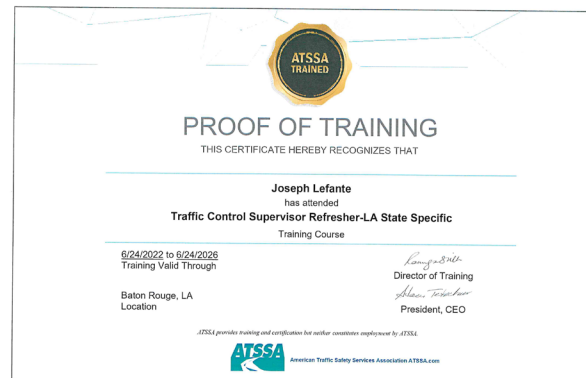 ATSSA
TRAINED
PROOF OF TRAINING
THIS CERTIFICATE HEREBY RECOGNIZES THAT
Joseph Lefante
has attended
Traffic Control Supervisor Refresher-LA State Specific
Training Course
6/24/2022 to 6/24/2026
Training Valid Through
Director of Training
Baton Rouge, LA
Location
President, CEO
ATSSA provides training and certification but neither constitutes employment by ATSSA.
ATSSA
American Traffic Safety Services Association ATSSA.com